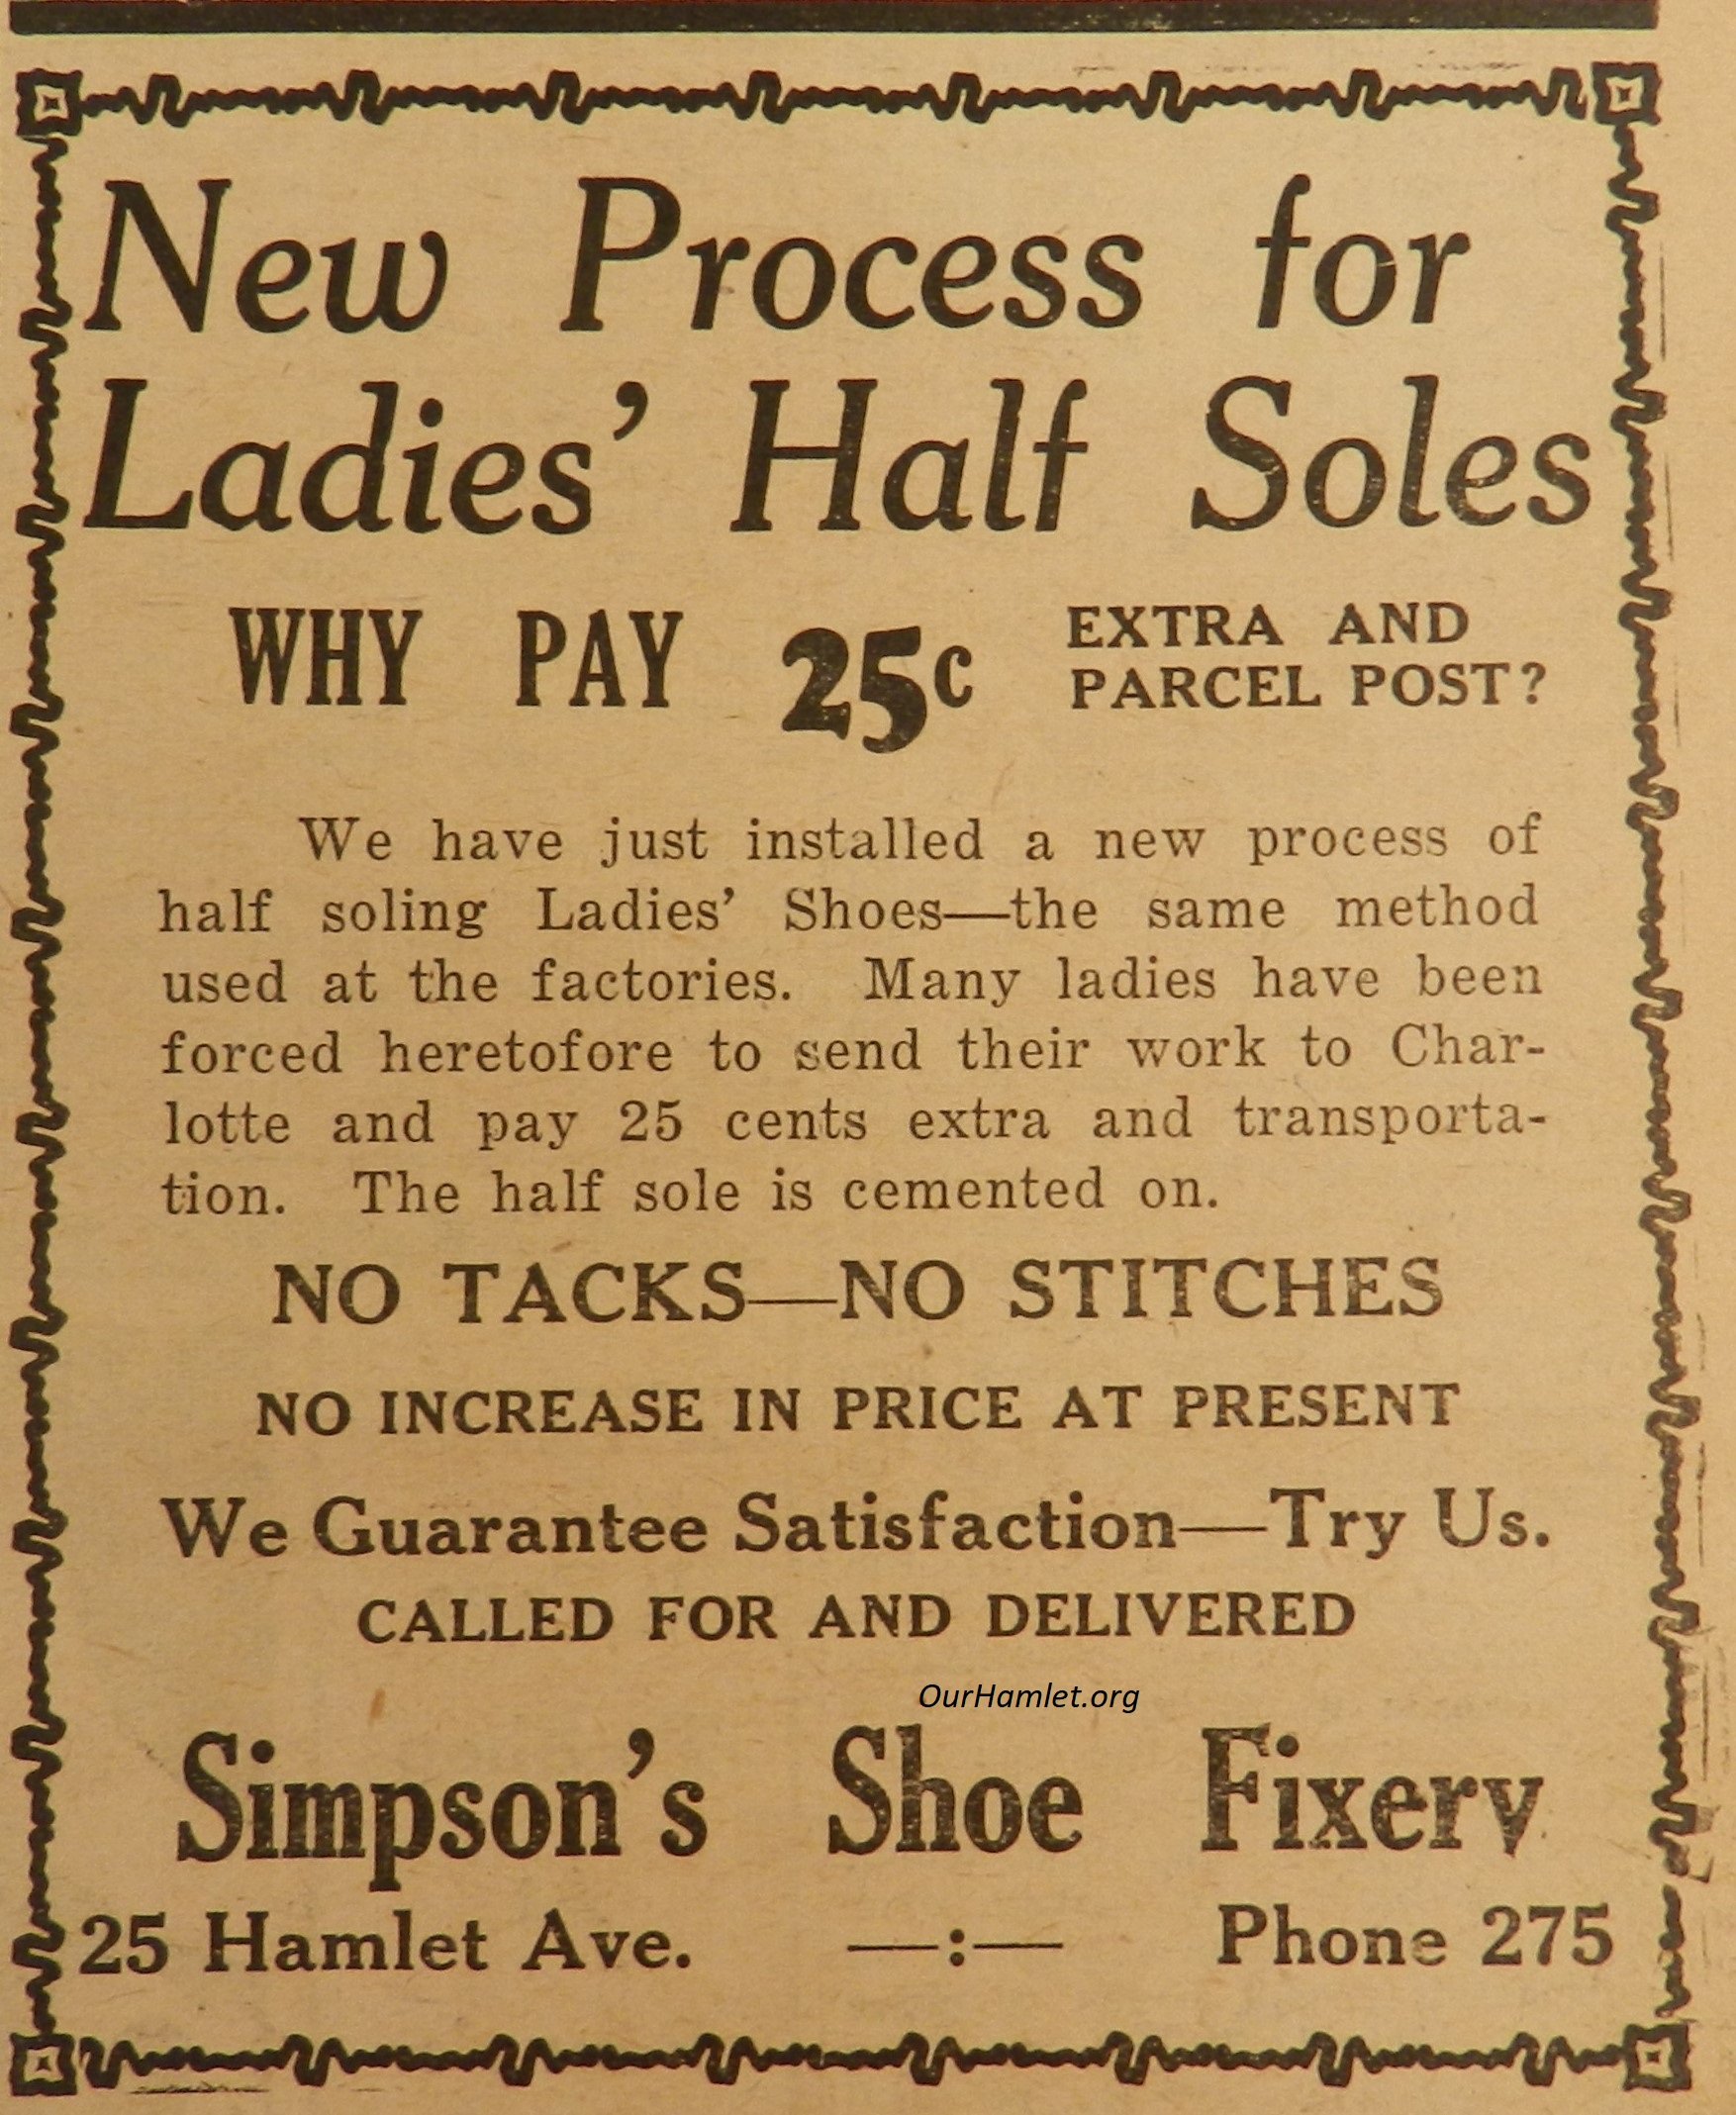 New Process for
Ladies' Half Soles
WHY PAY 25c EXTRA AND
PARCEL POST?
We have just installed a new process of
half soling Ladies' Shoes—the same method
used at the factories. Many ladies have been
forced heretofore to send their work to Char-
lotte and pay 25 cents extra and transporta-
tion. The half sole is cemented on.
NO TACKS—NO STITCHES
NO INCREASE IN PRICE AT PRESENT
We Guarantee Satisfaction—Try Us.
CALLED FOR AND DELIVERED
OurHamlet.org
Simpson's Shoe Fixery
25 Hamlet Ave. —:— Phone 275